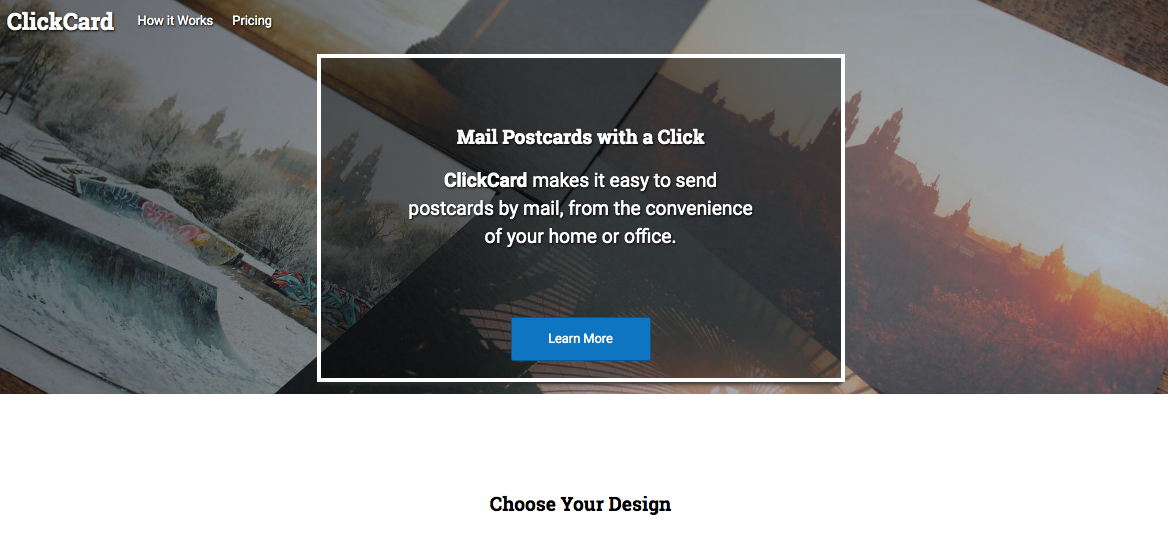 ClickCard How it Works Pricing
Mail Postcards with a Click
ClickCard makes it easy to send
postcards by mail, from the convenience
of your home or office.
Learn More
Choose Your Design